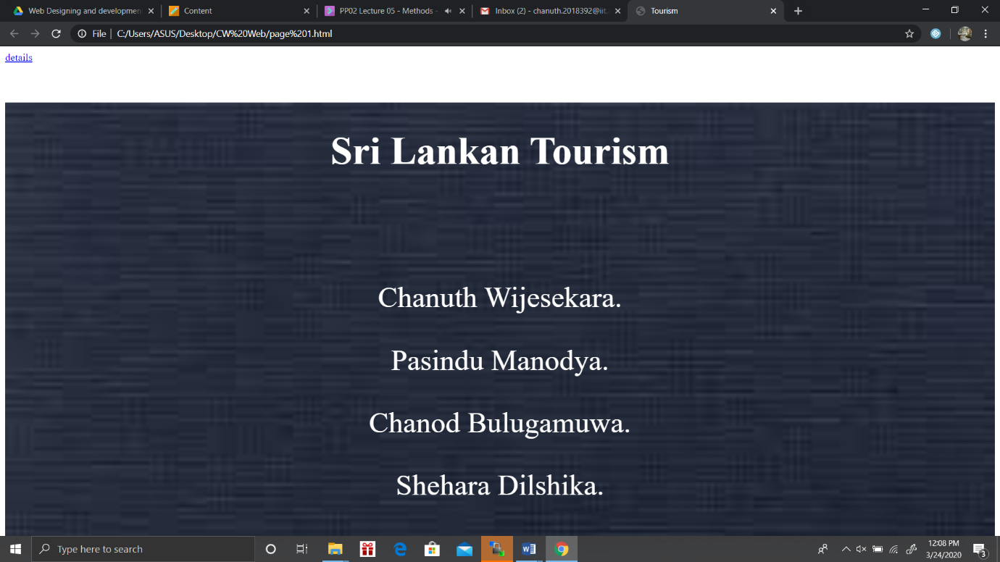 Web Designing and developmen
Content
PP02 Lecture 05 - Methods -
Inbox (2) - chanuth.2018392@iit.
Tourism
File | C:/Users/ASUS/Desktop/CW%20Web/page%201.html
details
Sri Lankan Tourism
Chanuth Wijesekara.
Pasindu Manodya.
Chanod Bulugamuwa.
Shehara Dilshika.
Type here to search
12:08 PM
3/24/2020
3